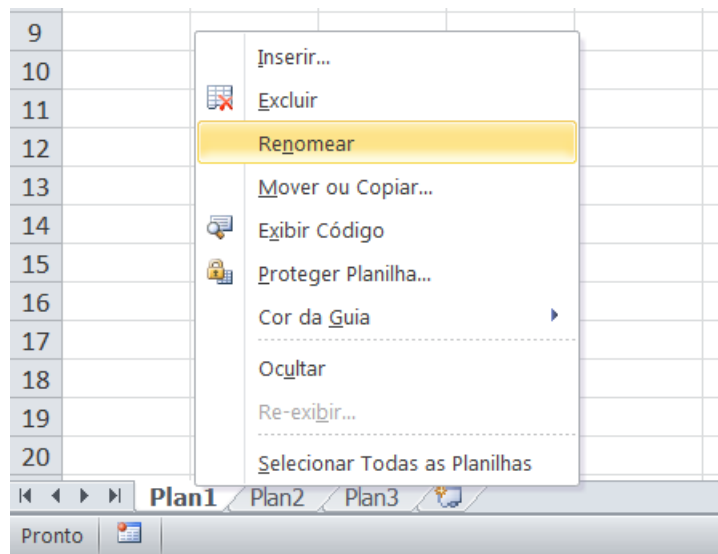 9
10
11
12
13
14
15
16
17
18
19
20
Inserir...
Excluir
Renomear
Mover ou Copiar...
Exibir Código
Proteger Planilha...
Cor da Guia
Ocultar
Re-exibir...
Selecionar Todas as Planilhas
Plan1 Plan2 Plan3
Pronto